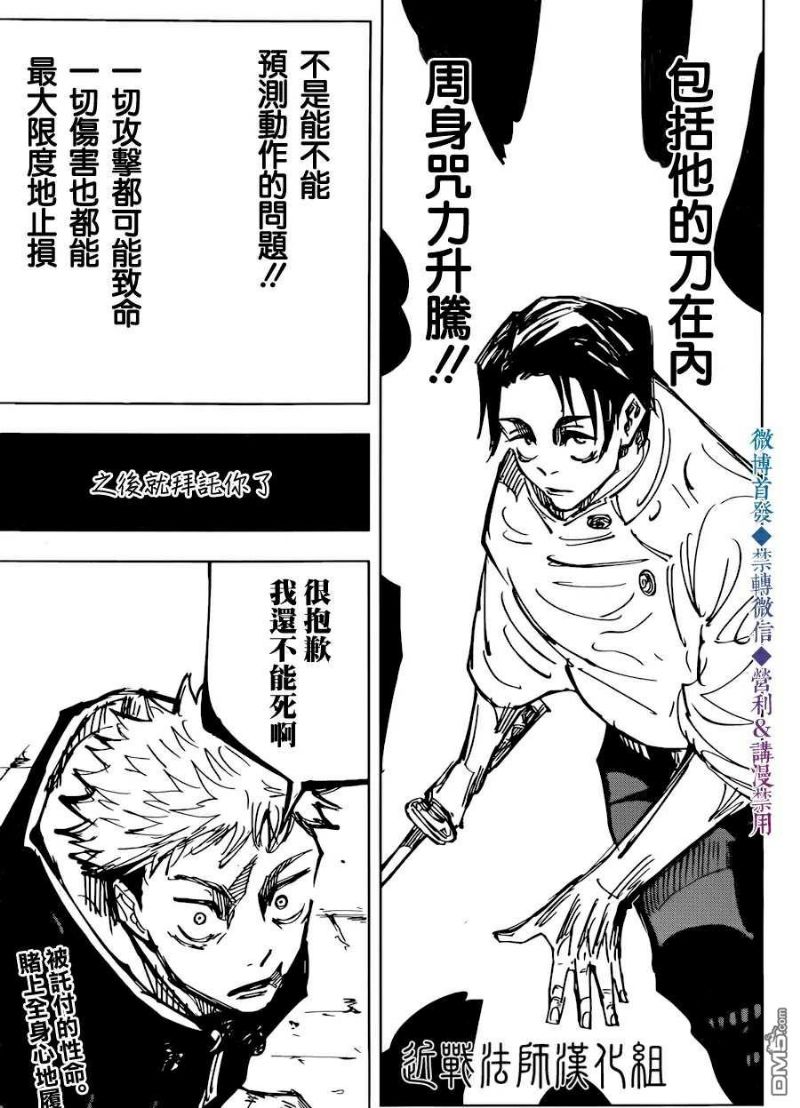 包括他的刀在內
周身咒力升騰!!
不是能不能
預測動作的問題!!
一切攻擊都可能致命
一切傷害也都能
最大限度地止損
之後就拜託你了
很抱歉
我還不能死啊
被託付的性命。
賭上全身心地履
近戰法師漢化組
微博首發◆禁轉微信◆營利&講漫禁用
DM5.com